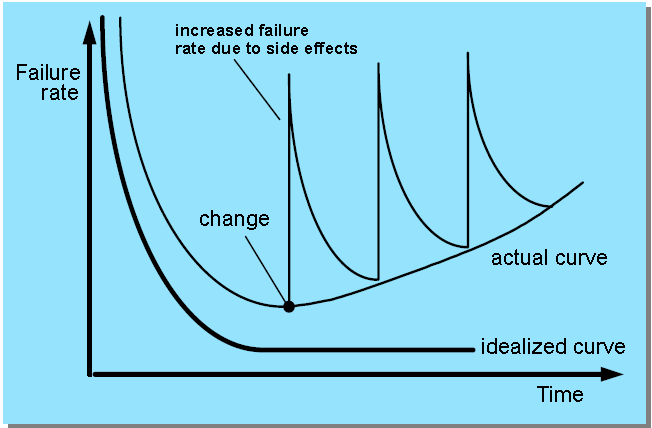 increased failure
rate due to side effects
Failure
rate
change
actual curve
idealized curve
Time